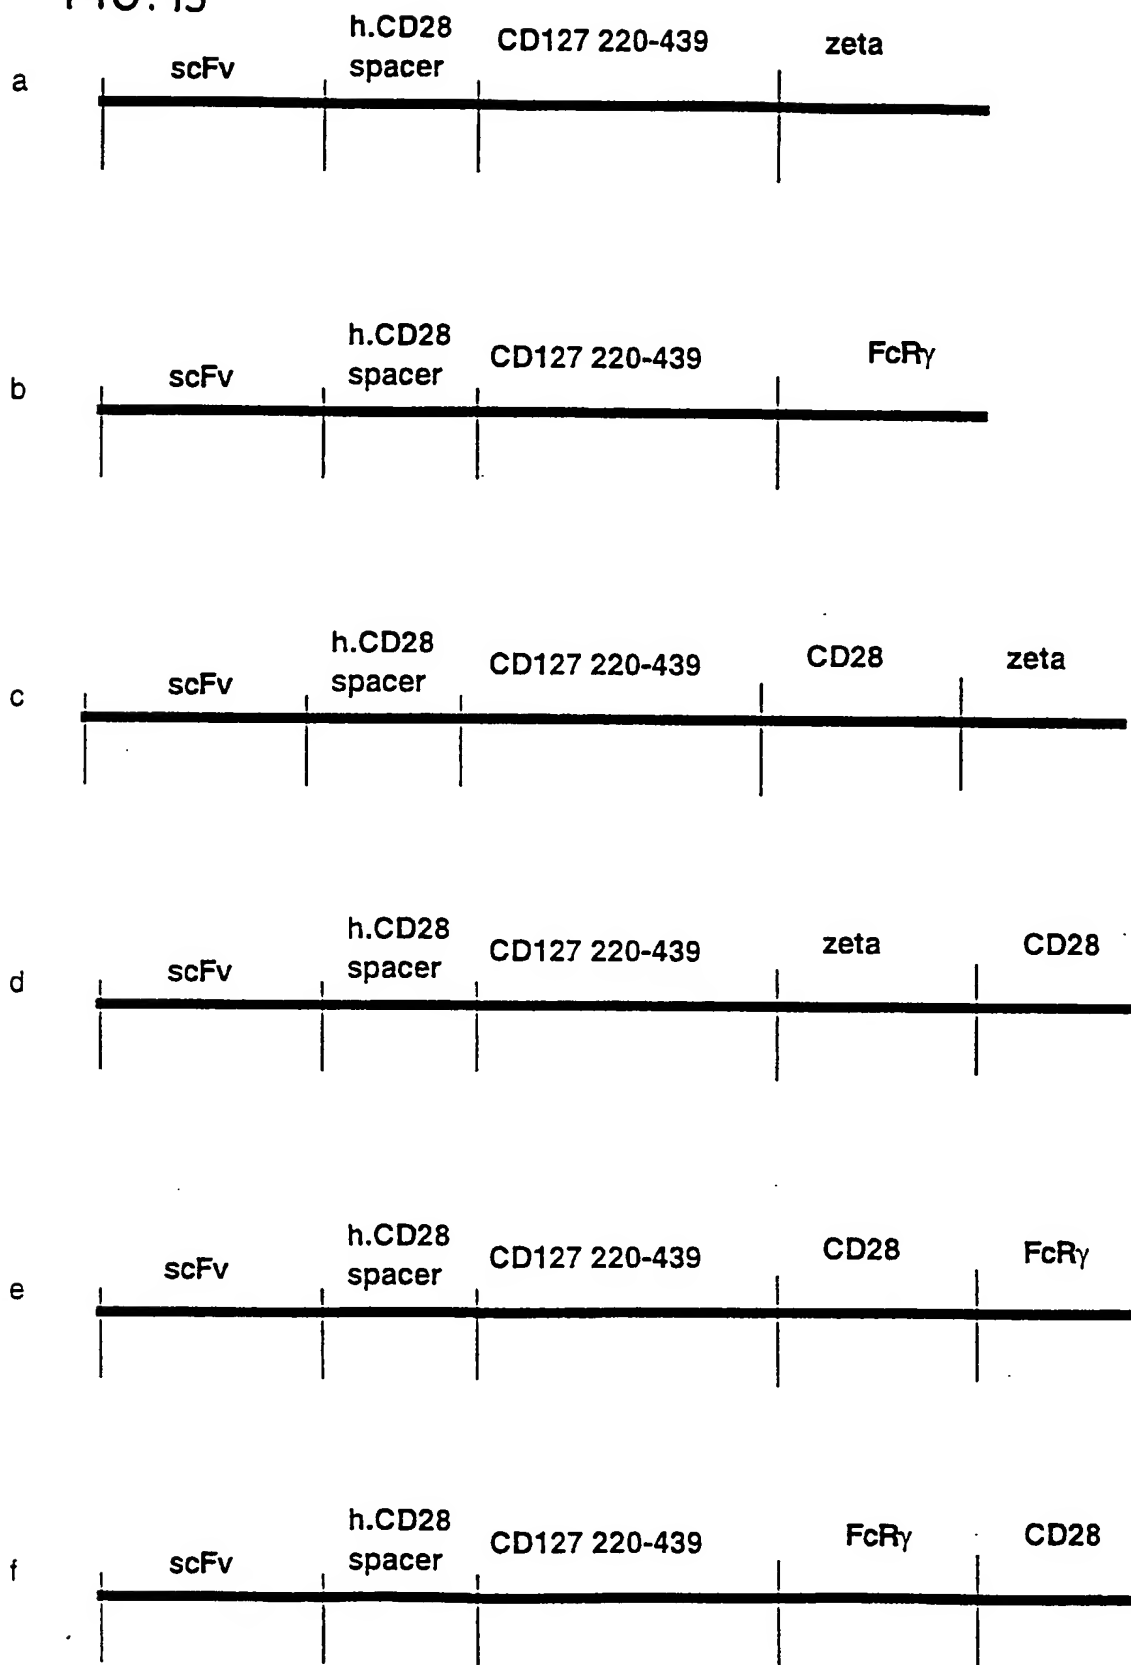 FIG. 13
a
scFv
h.CD28
spacer
CD127 220-439
zeta
b
scFv
h.CD28
spacer
CD127 220-439
FcRγ
c
scFv
h.CD28
spacer
CD127 220-439
CD28
zeta
d
scFv
h.CD28
spacer
CD127 220-439
zeta
CD28
e
scFv
h.CD28
spacer
CD127 220-439
CD28
FcRγ
f
scFv
h.CD28
spacer
CD127 220-439
FcRγ
CD28